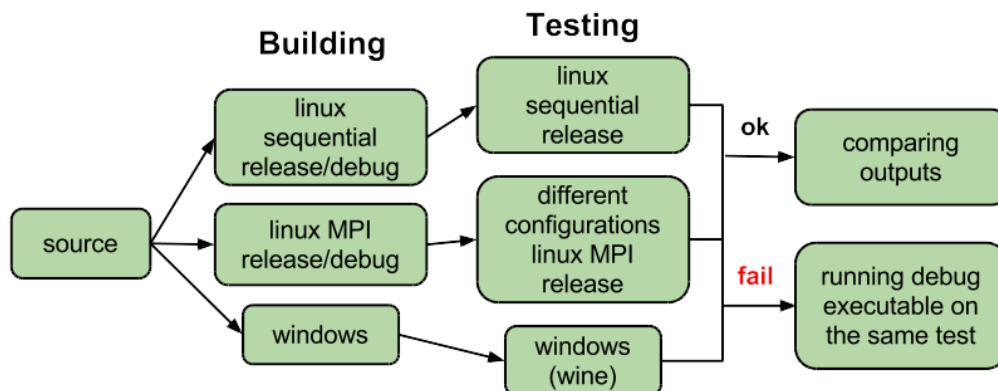 Building
Testing
source
linux
sequential
release/debug
linux MPI
release/debug
windows
linux
sequential
release
different
configurations
linux MPI
release
windows
(wine)
ok
fail
comparing
outputs
running debug
executable on
the same test